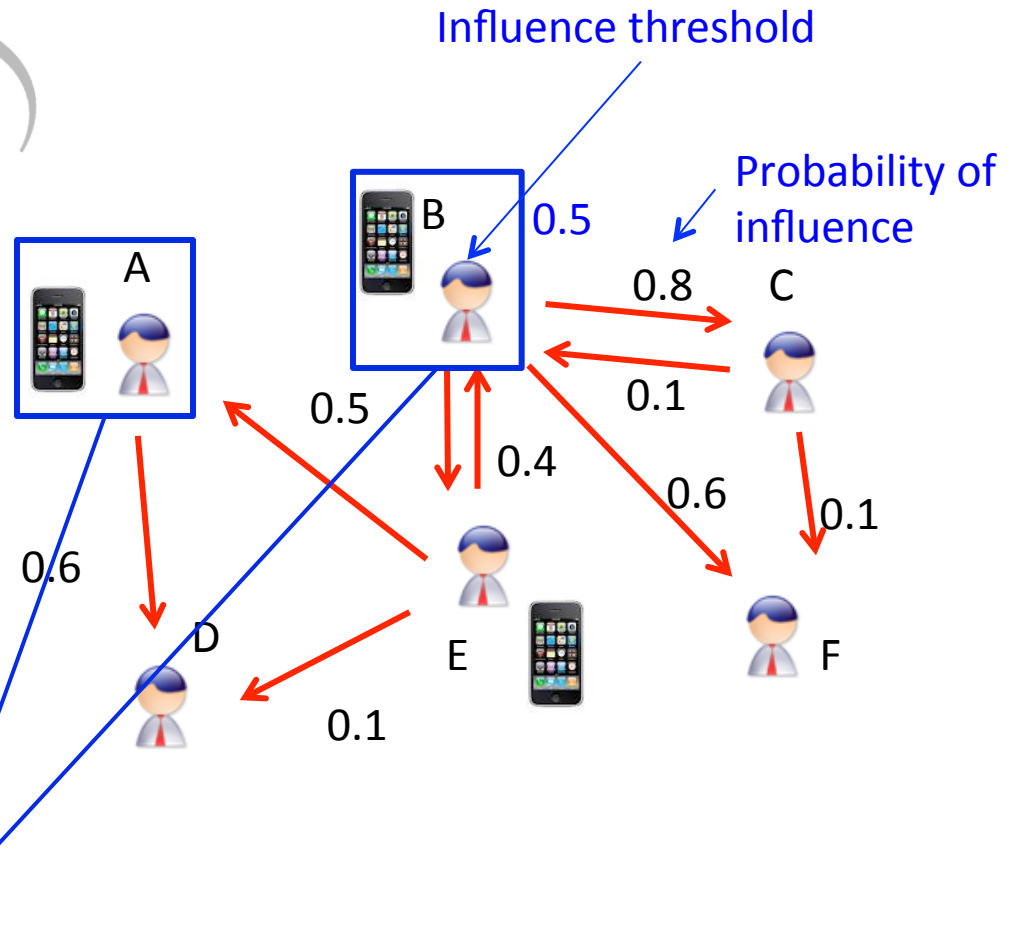 Influence threshold
Probability of
influence
B
0.5
A
0.8
C
0.5
0.1
0.4
0.6
0.1
0.6
D
E
F
0.1